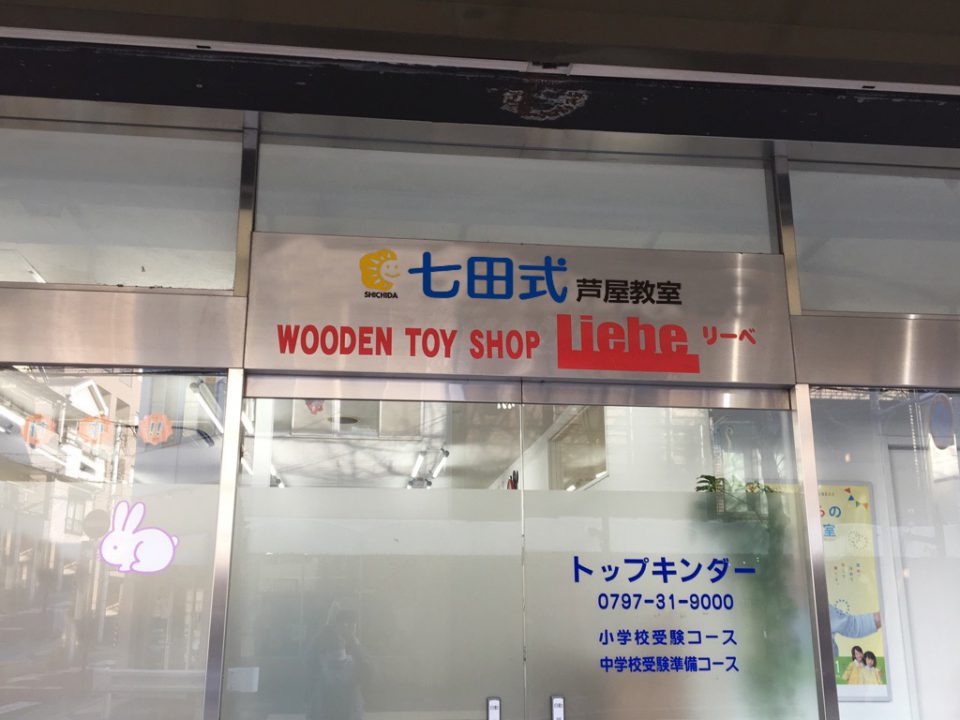 SHICHIDA
七田式 芦屋教室
WOODEN TOY SHOP Liebe リーベ
トップキンダー
0797-31-9000
小学校受験コース
中学校受験準備コース